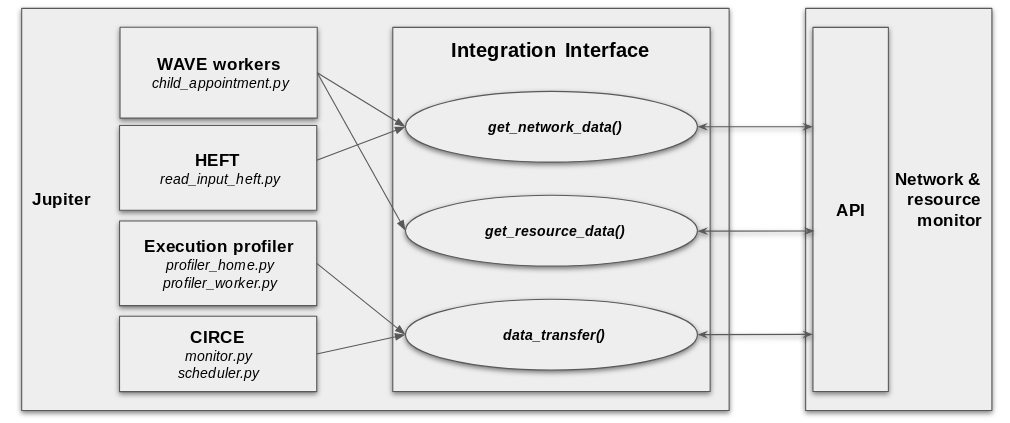 Jupiter
WAVE workers
child_appointment.py
HEFT
read_input_heft.py
Execution profiler
profiler_home.py
profiler_worker.py
CIRCE
monitor.py
scheduler.py
Integration Interface
get_network_data()
get_resource_data()
data_transfer()
API
Network &
resource
monitor